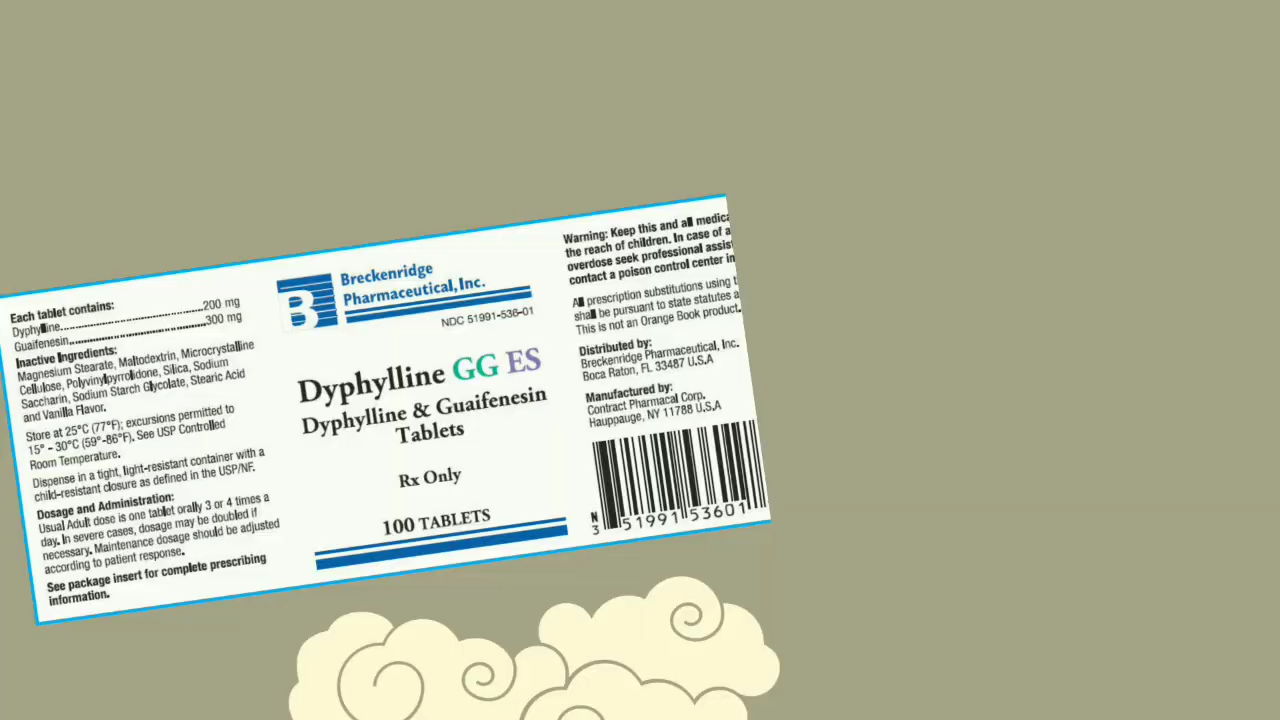 Each tablet contains:
Dyphylline..............................................200 mg
Guaifenesin............................................300 mg
Inactive Ingredients:
Magnesium Stearate, Maltodextrin, Microcrystalline
Cellulose, Polyvinylpyrrolidone, Silica, Sodium
Saccharin, Sodium Starch Glycolate, Stearic Acid
and Vanilla Flavor.
Store at 25°C (77°F); excursions permitted to
15° - 30°C (59°-86°F). See USP Controlled
Room Temperature.
Dispense in a tight, light-resistant container with a
child-resistant closure as defined in the USP/NF.
Dosage and Administration:
Usual Adult dose is one tablet orally 3 or 4 times a
day. In severe cases, dosage may be doubled if
necessary. Maintenance dosage should be adjusted
according to patient response.
See package insert for complete prescribing
information.
B
Breckenridge
Pharmaceutical, Inc.
NDC 51991-536-01
Dyphylline GG ES
Dyphylline & Guaifenesin
Tablets
Rx Only
100 TABLETS
Warning: Keep this and all medica
the reach of children. In case of a
overdose seek professional assis
contact a poison control center in
All prescription substitutions using t
shall be pursuant to state statutes a
This is not an Orange Book product.
Distributed by:
Breckenridge Pharmaceutical, Inc.
Boca Raton, FL 33487 U.S.A
Manufactured by:
Contract Pharmacal Corp.
Hauppauge, NY 11788 U.S.A
N
3 51991 53601